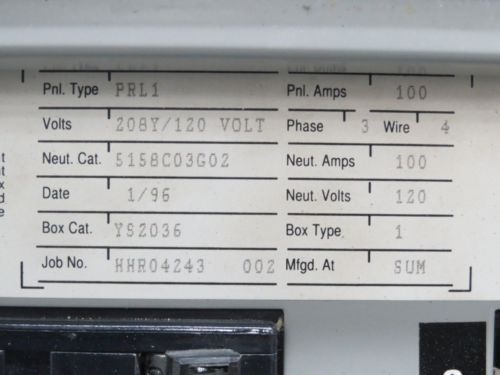 Pnl. Type PRL1 Pnl. Amps 100
Volts 208Y/120 VOLT Phase 3 Wire 4
Neut. Cat. 5158C03G02 Neut. Amps 100
Date 1/96 Neut. Volts 120
Box Cat. YS2036 Box Type 1
Job No. HHR04243 002 Mfgd. At SUM